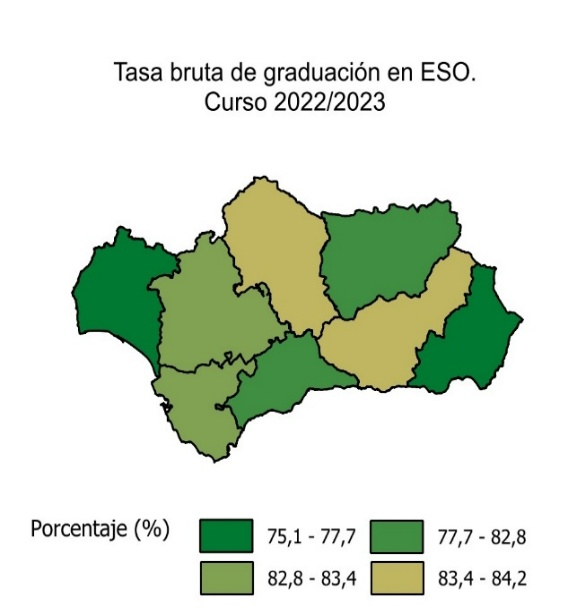 Tasa bruta de graduación en ESO.
Curso 2022/2023
Porcentaje (%)
75,1 - 77,7
77,7 - 82,8
82,8 - 83,4
83,4 - 84,2